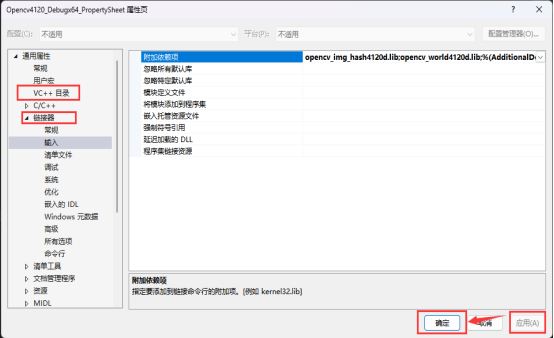 Opencv4120_Debugx64_PropertySheet 属性页
配置(C): 不适用 平台(P): 不适用 配置管理器(O)...
通用属性
常规
用户宏
VC++ 目录
C/C++
链接器
常规
输入
清单文件
调试
系统
优化
嵌入的 IDL
Windows 元数据
高级
所有选项
命令行
清单工具
文档管理程序
资源
MIDL
附加依赖项 opencv_img_hash4120d.lib;opencv_world4120d.lib;%(AdditionalDe
忽略所有默认库
忽略特定默认库
模块定义文件
将模块添加到程序集
嵌入托管资源文件
强制符号引用
延迟加载的 DLL
程序集链接资源
附加依赖项
指定要添加到链接命令行的附加项。[例如 kernel32.lib]
确定 取消 应用(A)